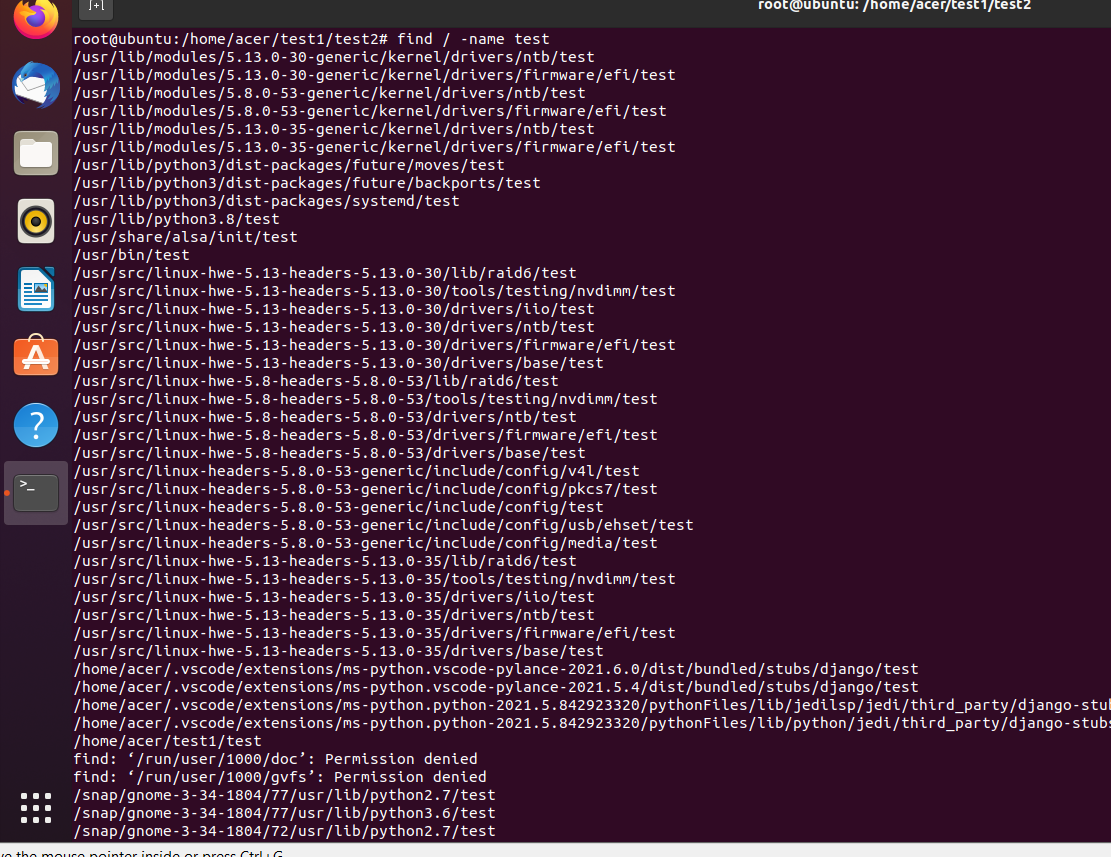 root@ubuntu: /home/acer/test1/test2
root@ubuntu:/home/acer/test1/test2# find / -name test
/usr/lib/modules/5.13.0-30-generic/kernel/drivers/ntb/test
/usr/lib/modules/5.13.0-30-generic/kernel/drivers/firmware/efi/test
/usr/lib/modules/5.8.0-53-generic/kernel/drivers/ntb/test
/usr/lib/modules/5.8.0-53-generic/kernel/drivers/firmware/efi/test
/usr/lib/modules/5.13.0-35-generic/kernel/drivers/ntb/test
/usr/lib/modules/5.13.0-35-generic/kernel/drivers/firmware/efi/test
/usr/lib/python3/dist-packages/future/moves/test
/usr/lib/python3/dist-packages/future/backports/test
/usr/lib/python3/dist-packages/systemd/test
/usr/lib/python3.8/test
/usr/share/alsa/init/test
/usr/bin/test
/usr/src/linux-hwe-5.13-headers-5.13.0-30/lib/raid6/test
/usr/src/linux-hwe-5.13-headers-5.13.0-30/tools/testing/nvdimm/test
/usr/src/linux-hwe-5.13-headers-5.13.0-30/drivers/iio/test
/usr/src/linux-hwe-5.13-headers-5.13.0-30/drivers/ntb/test
/usr/src/linux-hwe-5.13-headers-5.13.0-30/drivers/firmware/efi/test
/usr/src/linux-hwe-5.13-headers-5.13.0-30/drivers/base/test
/usr/src/linux-hwe-5.8-headers-5.8.0-53/lib/raid6/test
/usr/src/linux-hwe-5.8-headers-5.8.0-53/tools/testing/nvdimm/test
/usr/src/linux-hwe-5.8-headers-5.8.0-53/drivers/ntb/test
/usr/src/linux-hwe-5.8-headers-5.8.0-53/drivers/firmware/efi/test
/usr/src/linux-hwe-5.8-headers-5.8.0-53/drivers/base/test
/usr/src/linux-headers-5.8.0-53-generic/include/config/v4l/test
/usr/src/linux-headers-5.8.0-53-generic/include/config/pkcs7/test
/usr/src/linux-headers-5.8.0-53-generic/include/config/test
/usr/src/linux-headers-5.8.0-53-generic/include/config/usb/ehset/test
/usr/src/linux-headers-5.8.0-53-generic/include/config/media/test
/usr/src/linux-hwe-5.13-headers-5.13.0-35/lib/raid6/test
/usr/src/linux-hwe-5.13-headers-5.13.0-35/tools/testing/nvdimm/test
/usr/src/linux-hwe-5.13-headers-5.13.0-35/drivers/iio/test
/usr/src/linux-hwe-5.13-headers-5.13.0-35/drivers/ntb/test
/usr/src/linux-hwe-5.13-headers-5.13.0-35/drivers/firmware/efi/test
/usr/src/linux-hwe-5.13-headers-5.13.0-35/drivers/base/test
/home/acer/.vscode/extensions/ms-python.vscode-pylance-2021.6.0/dist/bundled/stubs/django/test
/home/acer/.vscode/extensions/ms-python.vscode-pylance-2021.5.4/dist/bundled/stubs/django/test
/home/acer/.vscode/extensions/ms-python.python-2021.5.842923320/pythonFiles/lib/jedilsp/jedi/third_party/django-stub
/home/acer/.vscode/extensions/ms-python.python-2021.5.842923320/pythonFiles/lib/python/jedi/third_party/django-stubs
/home/acer/test1/test
find: ‘/run/user/1000/doc’: Permission denied
find: ‘/run/user/1000/gvfs’: Permission denied
/snap/gnome-3-34-1804/77/usr/lib/python2.7/test
/snap/gnome-3-34-1804/77/usr/lib/python3.6/test
/snap/gnome-3-34-1804/72/usr/lib/python2.7/test
ve the mouse pointer inside or press Ctrl+G